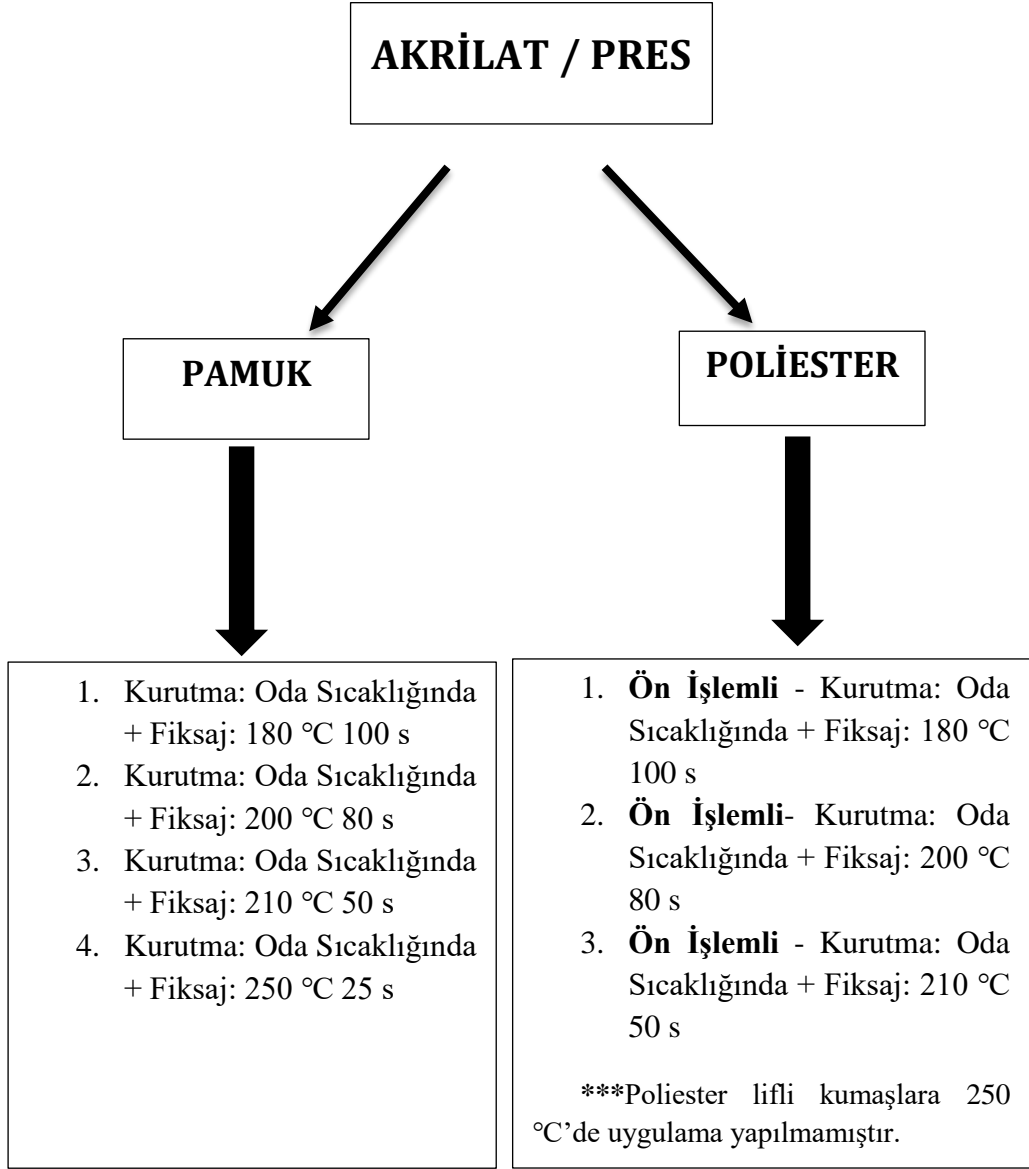 AKRİLAT / PRES
PAMUK
POLİESTER
1. Kurutma: Oda Sıcaklığında
+ Fiksaj: 180 ℃ 100 s
2. Kurutma: Oda Sıcaklığında
+ Fiksaj: 200 ℃ 80 s
3. Kurutma: Oda Sıcaklığında
+ Fiksaj: 210 ℃ 50 s
4. Kurutma: Oda Sıcaklığında
+ Fiksaj: 250 ℃ 25 s
1. Ön İşlemli - Kurutma: Oda
Sıcaklığında + Fiksaj: 180 ℃
100 s
2. Ön İşlemli- Kurutma: Oda
Sıcaklığında + Fiksaj: 200 ℃
80 s
3. Ön İşlemli - Kurutma: Oda
Sıcaklığında + Fiksaj: 210 ℃
50 s
***Poliester lifli kumaşlara 250
℃’de uygulama yapılmamıştır.